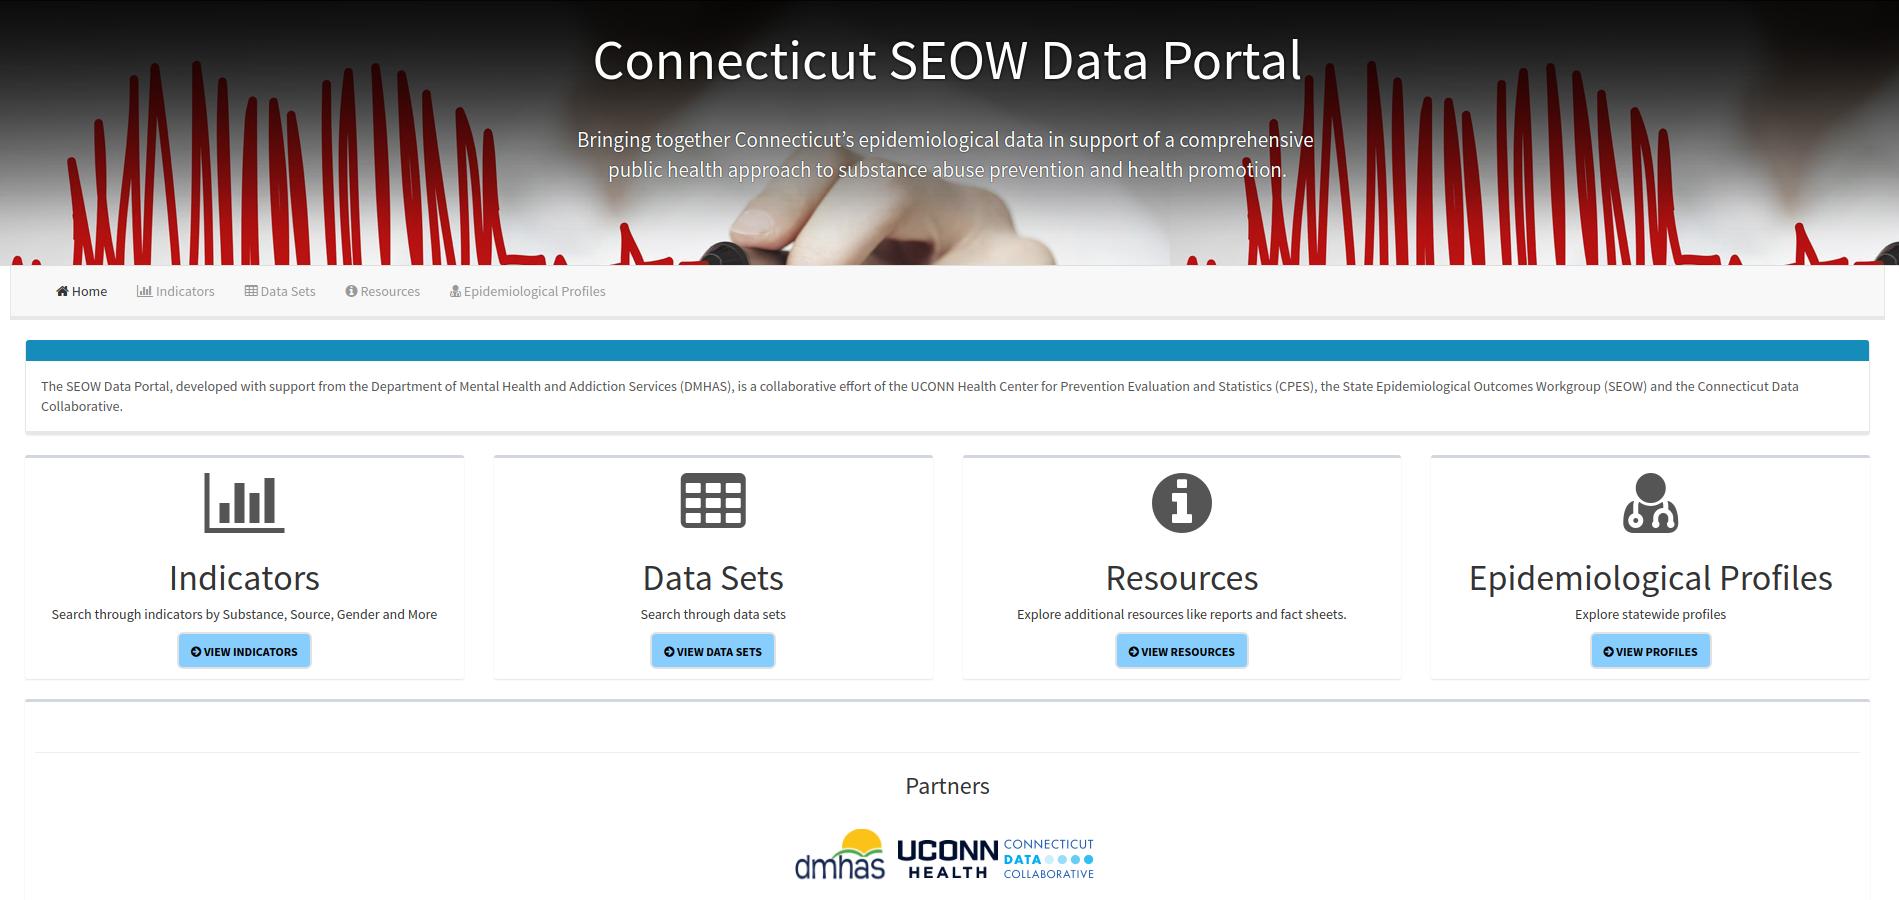 Connecticut SEOW Data Portal
Bringing together Connecticut’s epidemiological data in support of a comprehensive
public health approach to substance abuse prevention and health promotion.
Home Indicators Data Sets Resources Epidemiological Profiles
The SEOW Data Portal, developed with support from the Department of Mental Health and Addiction Services (DMHAS), is a collaborative effort of the UCONN Health Center for Prevention Evaluation and Statistics (CPES), the State Epidemiological Outcomes Workgroup (SEOW) and the Connecticut Data
Collaborative.
Indicators
Search through indicators by Substance, Source, Gender and More
VIEW INDICATORS
Data Sets
Search through data sets
VIEW DATA SETS
Resources
Explore additional resources like reports and fact sheets.
VIEW RESOURCES
Epidemiological Profiles
Explore statewide profiles
VIEW PROFILES
Partners
dmhas
UCONN
HEALTH
CONNECTICUT
DATA
COLLABORATIVE